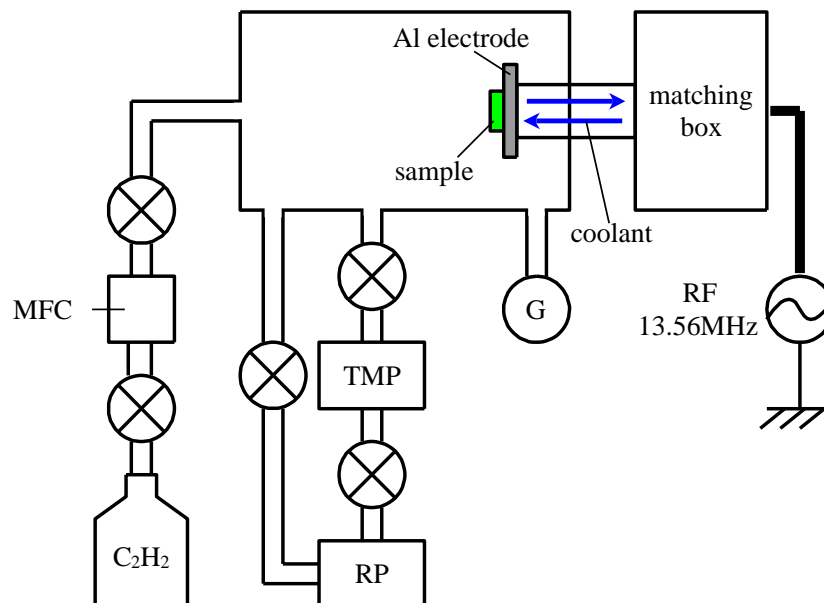 Al electrode
matching
box
sample
coolant
MFC
G
RF
13.56MHz
TMP
C₂H₂
RP